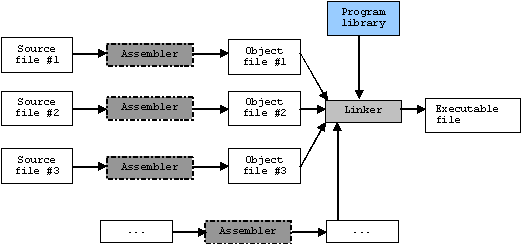 Program
library
Source
file #1
Assembler
Object
file #1
Source
file #2
Assembler
Object
file #2
Linker
Executable
file
Source
file #3
Assembler
Object
file #3
...
Assembler
...